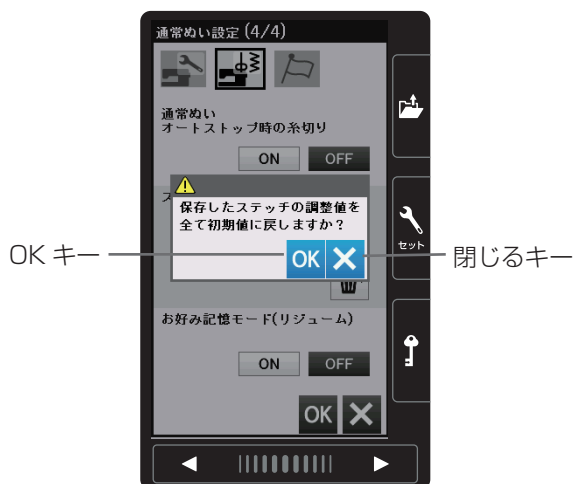 通常ぬい設定 (4/4)
通常ぬい
オートストップ時の糸切り
ON OFF
ス
保存したステッチの調整値を
全て初期値に戻しますか？
OK
お好み記憶モード(リジューム)
ON OFF
OK
セット
OK キー
閉じるキー